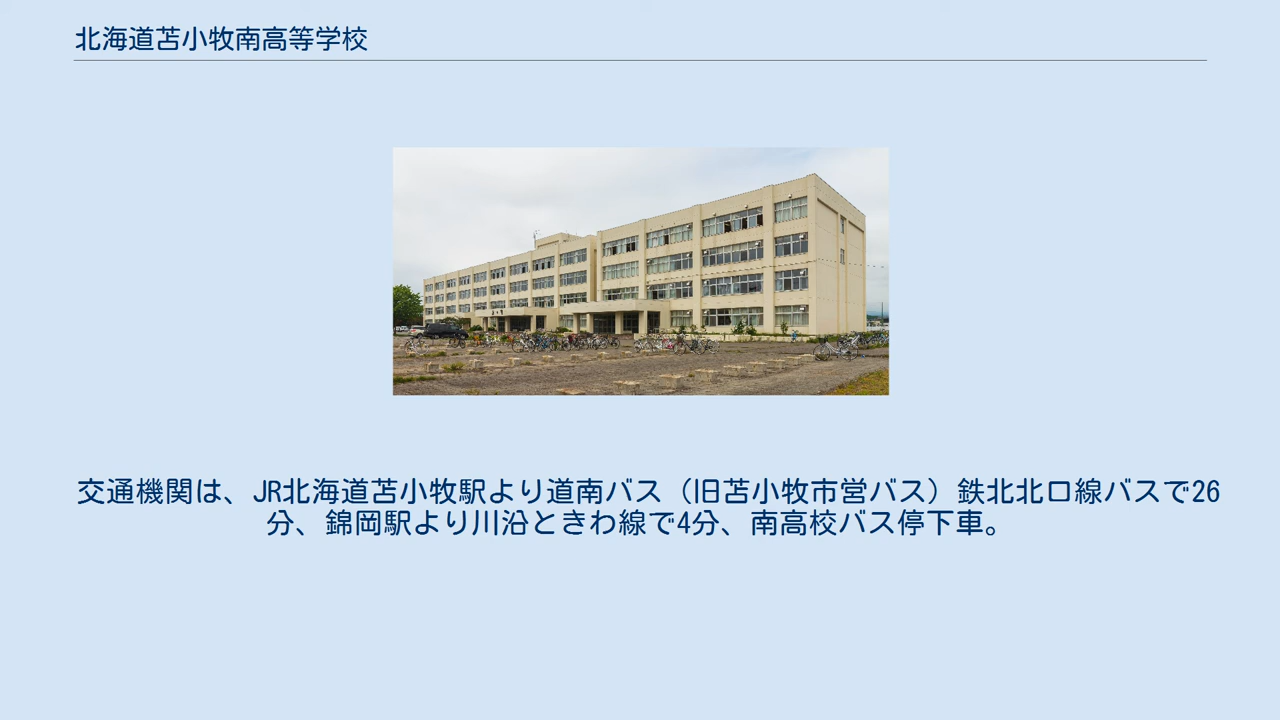 北海道苫小牧南高等学校
交通機関は、JR北海道苫小牧駅より道南バス（旧苫小牧市営バス）鉄北北口線バスで26
分、錦岡駅より川沿ときわ線で4分、南高校バス停下車。